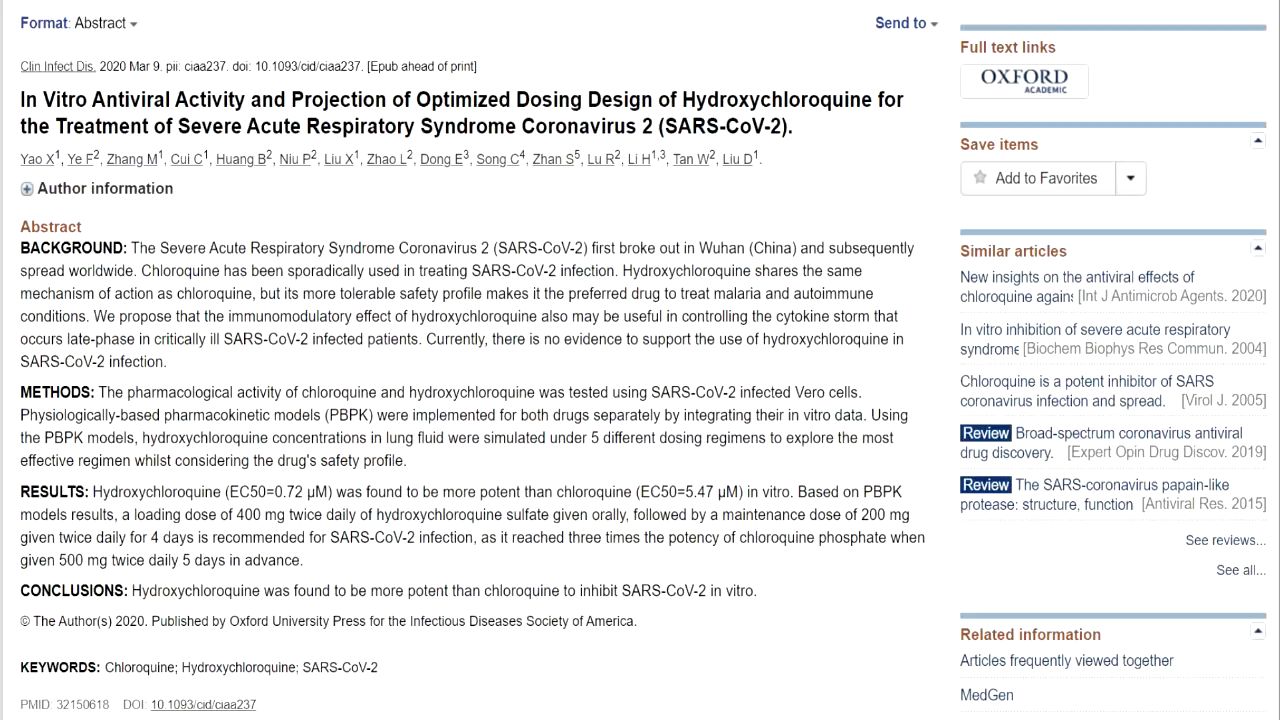 Format: Abstract
Send to
Clin Infect Dis. 2020 Mar 9. pii: ciaa237. doi: 10.1093/cid/ciaa237. [Epub ahead of print]
In Vitro Antiviral Activity and Projection of Optimized Dosing Design of Hydroxychloroquine for
the Treatment of Severe Acute Respiratory Syndrome Coronavirus 2 (SARS-CoV-2).
Yao X1, Ye F2, Zhang M1, Cui C1, Huang B2, Niu P2, Liu X1, Zhao L2, Dong E3, Song C4, Zhan S5, Lu R2, Li H1,3, Tan W2, Liu D1.
Author information
Abstract
BACKGROUND: The Severe Acute Respiratory Syndrome Coronavirus 2 (SARS-CoV-2) first broke out in Wuhan (China) and subsequently
spread worldwide. Chloroquine has been sporadically used in treating SARS-CoV-2 infection. Hydroxychloroquine shares the same
mechanism of action as chloroquine, but its more tolerable safety profile makes it the preferred drug to treat malaria and autoimmune
conditions. We propose that the immunomodulatory effect of hydroxychloroquine also may be useful in controlling the cytokine storm that
occurs late-phase in critically ill SARS-CoV-2 infected patients. Currently, there is no evidence to support the use of hydroxychloroquine in
SARS-CoV-2 infection.
METHODS: The pharmacological activity of chloroquine and hydroxychloroquine was tested using SARS-CoV-2 infected Vero cells.
Physiologically-based pharmacokinetic models (PBPK) were implemented for both drugs separately by integrating their in vitro data. Using
the PBPK models, hydroxychloroquine concentrations in lung fluid were simulated under 5 different dosing regimens to explore the most
effective regimen whilst considering the drug's safety profile.
RESULTS: Hydroxychloroquine (EC50=0.72 μM) was found to be more potent than chloroquine (EC50=5.47 μM) in vitro. Based on PBPK
models results, a loading dose of 400 mg twice daily of hydroxychloroquine sulfate given orally, followed by a maintenance dose of 200 mg
given twice daily for 4 days is recommended for SARS-CoV-2 infection, as it reached three times the potency of chloroquine phosphate when
given 500 mg twice daily 5 days in advance.
CONCLUSIONS: Hydroxychloroquine was found to be more potent than chloroquine to inhibit SARS-CoV-2 in vitro.
© The Author(s) 2020. Published by Oxford University Press for the Infectious Diseases Society of America.
KEYWORDS: Chloroquine; Hydroxychloroquine; SARS-CoV-2
PMID: 32150618 DOI: 10.1093/cid/ciaa237
Full text links
OXFORD
ACADEMIC
Save items
Add to Favorites
Similar articles
New insights on the antiviral effects of
chloroquine agains [Int J Antimicrob Agents. 2020]
In vitro inhibition of severe acute respiratory
syndrome [Biochem Biophys Res Commun. 2004]
Chloroquine is a potent inhibitor of SARS
coronavirus infection and spread. [Virol J. 2005]
Review Broad-spectrum coronavirus antiviral
drug discovery. [Expert Opin Drug Discov. 2019]
Review The SARS-coronavirus papain-like
protease: structure, function [Antiviral Res. 2015]
See reviews...
See all...
Related information
Articles frequently viewed together
MedGen